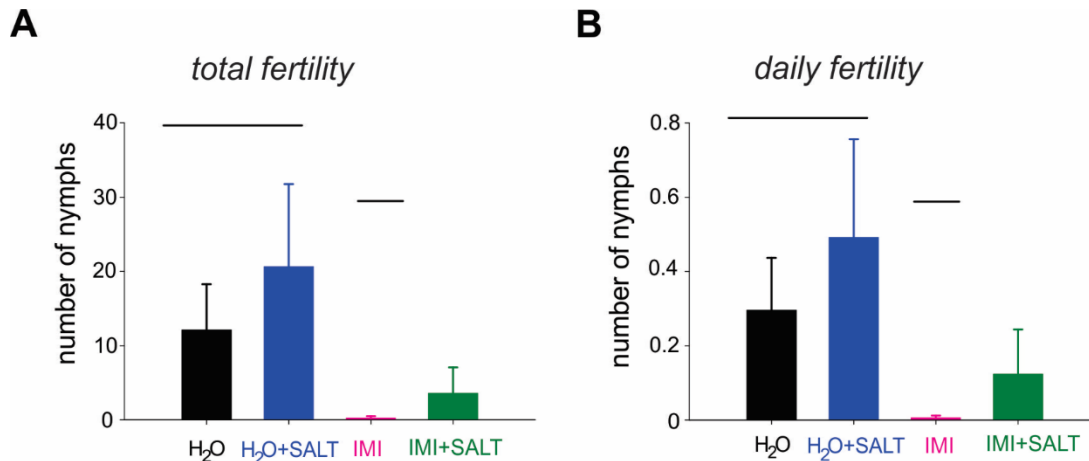 A
total fertility
number of nymphs
40
30
20
10
0
H₂O
H₂O+SALT
IMI
IMI+SALT
B
daily fertility
number of nymphs
0.8
0.6
0.4
0.2
0
H₂O
H₂O+SALT
IMI
IMI+SALT